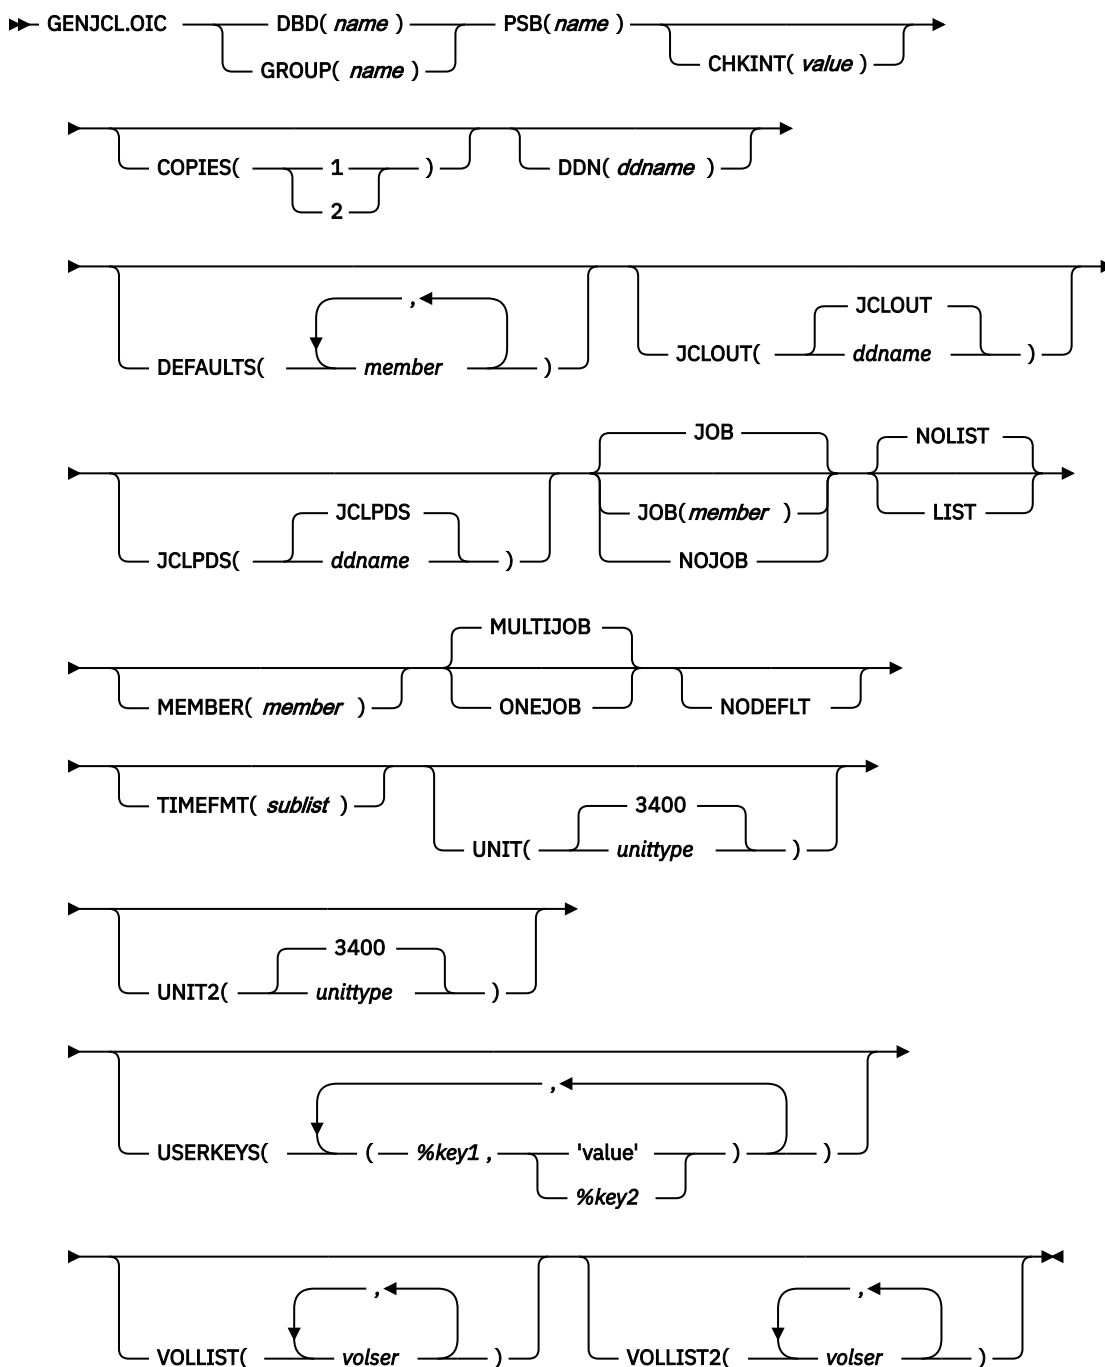 GENJCL.OIC DBD( name ) PSB( name )
GROUP( name ) CHKINT( value )
COPIES( 1 ) DDN( ddname )
2
,
JCLOUT
DEFAULTS( member ) JCLOUT( ddname )
JOB NOLIST
JCLPDS JOB(member ) LIST
JCLPDS( ddname ) NOJOB
MULTIJOB
MEMBER( member ) ONEJOB NODEFLT
TIMEFMT( sublist ) 3400
UNIT( unittype )
3400
UNIT2( unittype )
,
USERKEYS( ( %key1 , 'value' ) )
%key2
, ,
VOLLIST( volser ) VOLLIST2( volser )